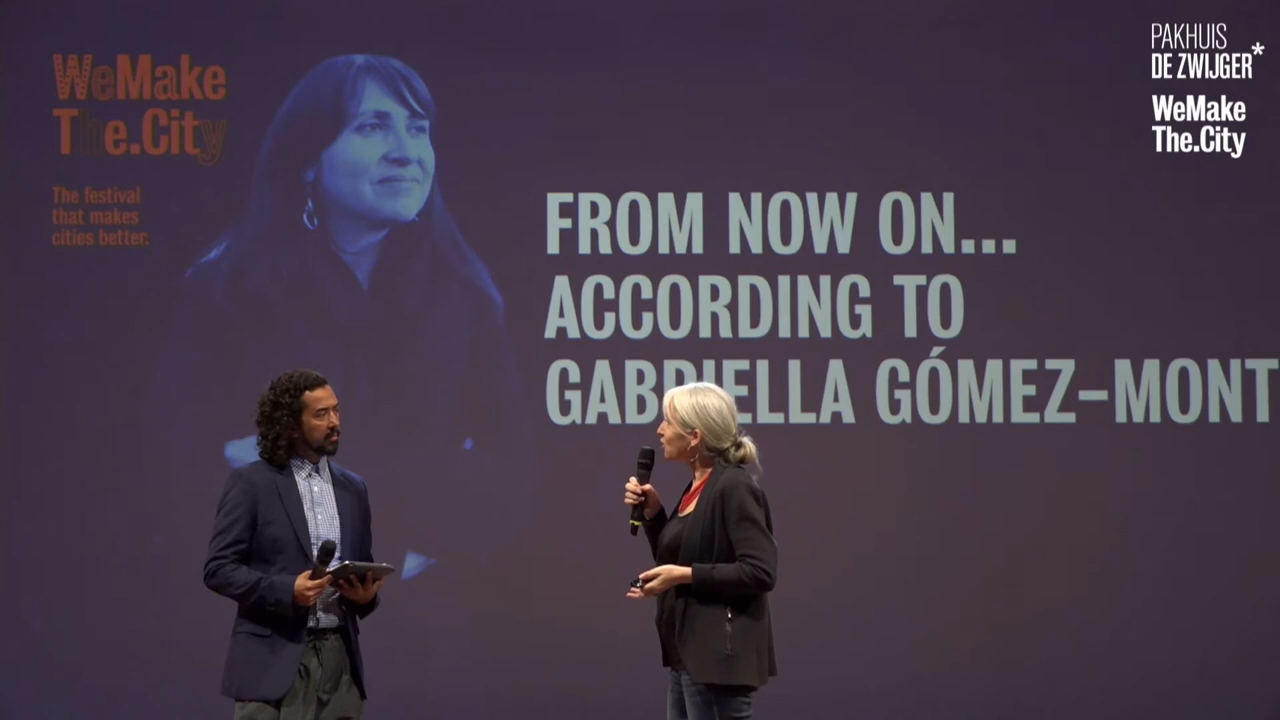 WeMake
The.City
The festival
that makes
cities better.
FROM NOW ON...
ACCORDING TO
GABRIELLA GÓMEZ-MONT
PAKHUIS
DE ZWIJGER*
WeMake
The.City